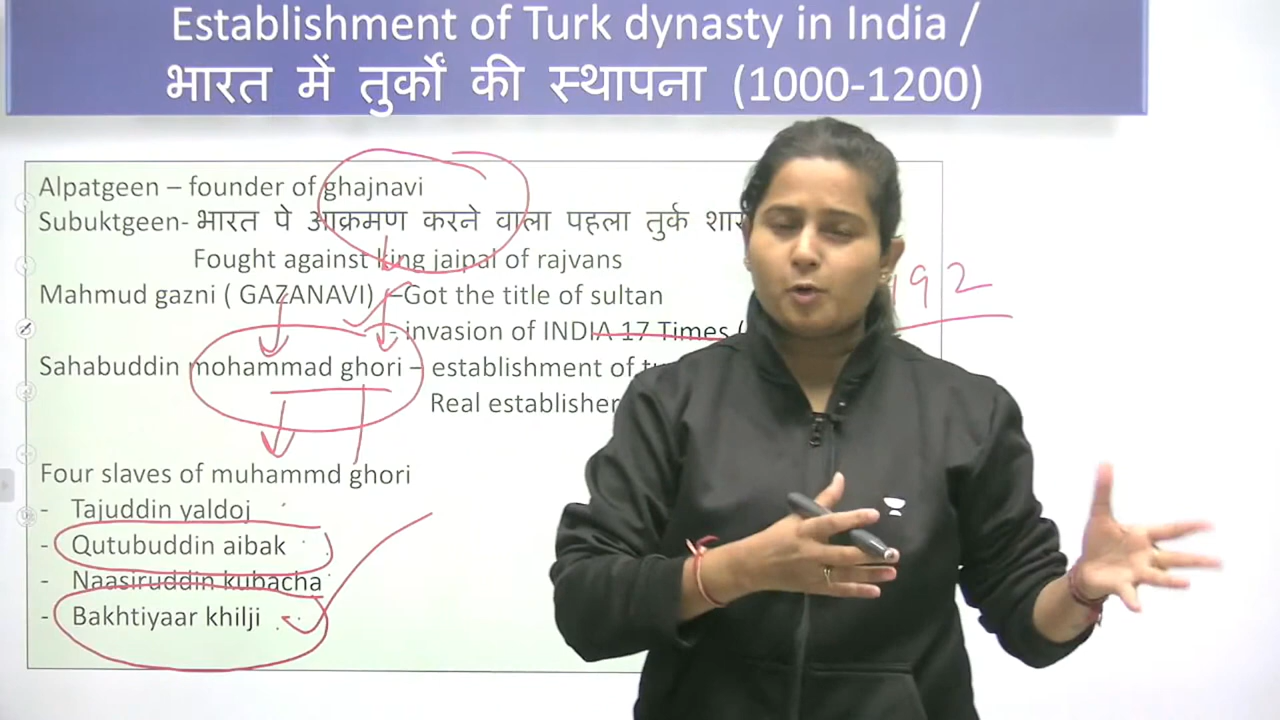 Establishment of Turk dynasty in India /
भारत में तुर्कों की स्थापना (1000-1200)
Alpatgeen – founder of ghajnavi
Subuktgeen- भारत पे आक्रमण करने वाला पहला तुर्क
Fought against king jaipal of rajvans
Mahmud gazni ( GAZANAVI) –Got the title of sultan
- invasion of INDIA 17 Times (
Sahabuddin mohammad ghori – establishment of
Real establisher
192
Four slaves of muhammd ghori
- Tajuddin yaldoj
- Qutubuddin aibak
- Naasiruddin kubacha
- Bakhtiyaar khilji